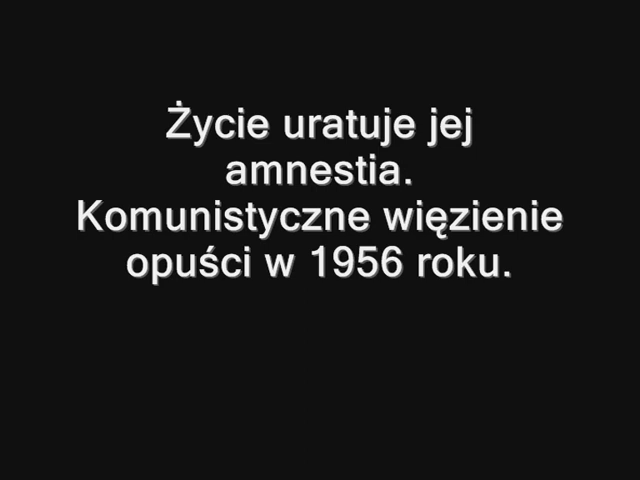 Życie uratuje jej
amnestia.
Komunistyczne więzienie
opuści w 1956 roku.